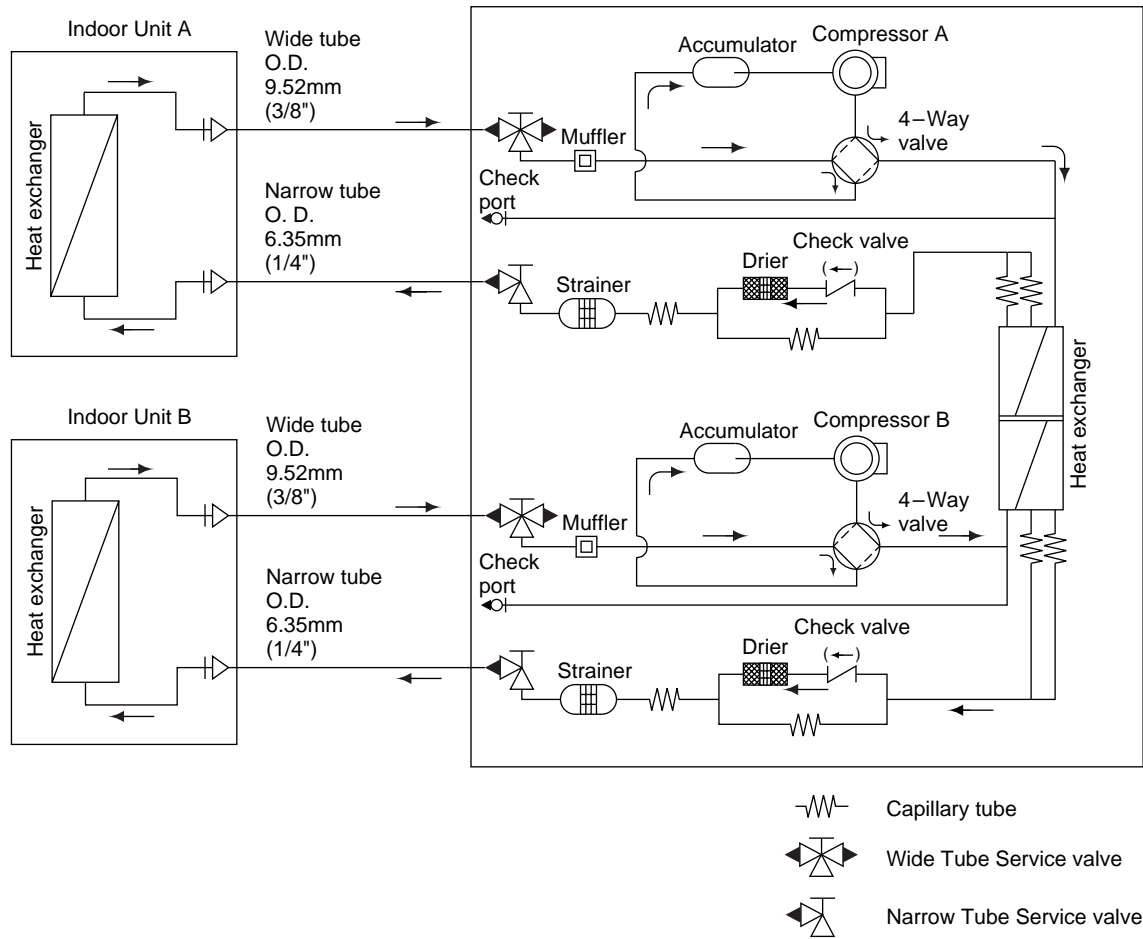 Indoor Unit A
Heat exchanger
Wide tube
O.D.
9.52mm
(3/8")
Narrow tube
O. D.
6.35mm
(1/4")
Accumulator
Compressor A
Muffler
4–Way
valve
Check
port
Check valve
Drier
Strainer
Heat exchanger
Indoor Unit B
Heat exchanger
Wide tube
O.D.
9.52mm
(3/8")
Narrow tube
O.D.
6.35mm
(1/4")
Accumulator
Compressor B
Muffler
4–Way
valve
Check
port
Check valve
Drier
Strainer
Capillary tube
Wide Tube Service valve
Narrow Tube Service valve